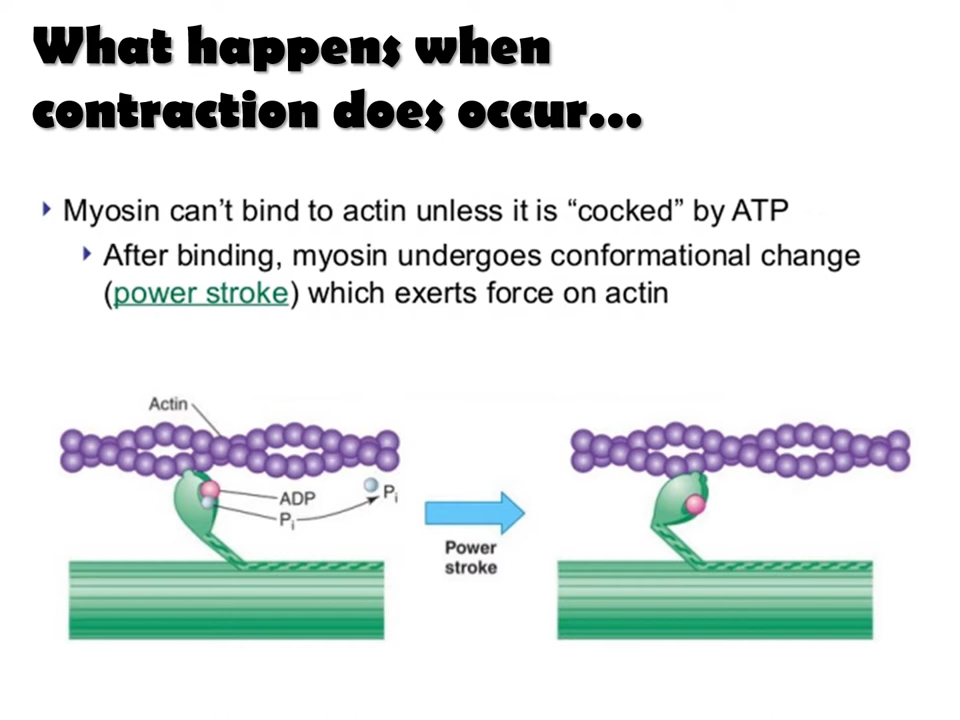 What happens when
contraction does occur...
Myosin can't bind to actin unless it is “cocked” by ATP
After binding, myosin undergoes conformational change
(power stroke) which exerts force on actin
Actin
ADP
Pi
Pi
Power
stroke